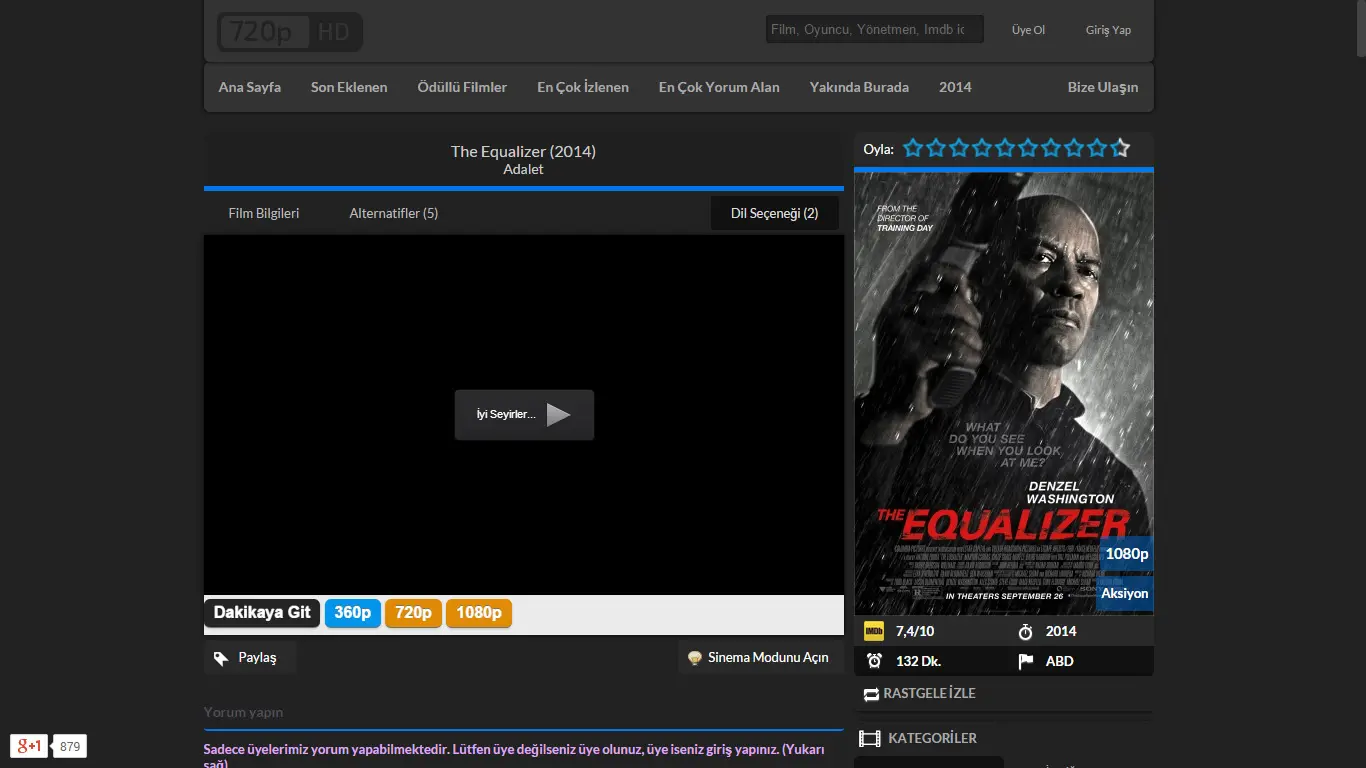 720p HD
Film, Oyuncu, Yönetmen, Imdb ic
Üye Ol
Giriş Yap
Ana Sayfa
Son Eklenen
Ödüllü Filmler
En Çok İzlenen
En Çok Yorum Alan
Yakında Burada
2014
Bize Ulaşın
The Equalizer (2014)
Adalet
Film Bilgileri
Alternatifler (5)
Dil Seçeneği (2)
İyi Seyirler...
Dakikaya Git
360p
720p
1080p
Paylaş
Sinema Modunu Açın
Yorum yapın
Sadece üyelerimiz yorum yapabilmektedir. Lütfen üye değilseniz üye olunuz, üye iseniz giriş yapınız. (Yukarı
sağ)
g+1
879
Oyla:
FROM THE
DIRECTOR OF
TRAINING DAY
WHAT
DO YOU SEE
WHEN YOU LOOK
AT ME?
DENZEL
WASHINGTON
THE EQUALIZER
1080p
Aksiyon
IN THEATERS SEPTEMBER 26
IMDb
7,4/10
2014
132 Dk.
ABD
RASTGELE İZLE
KATEGORİLER